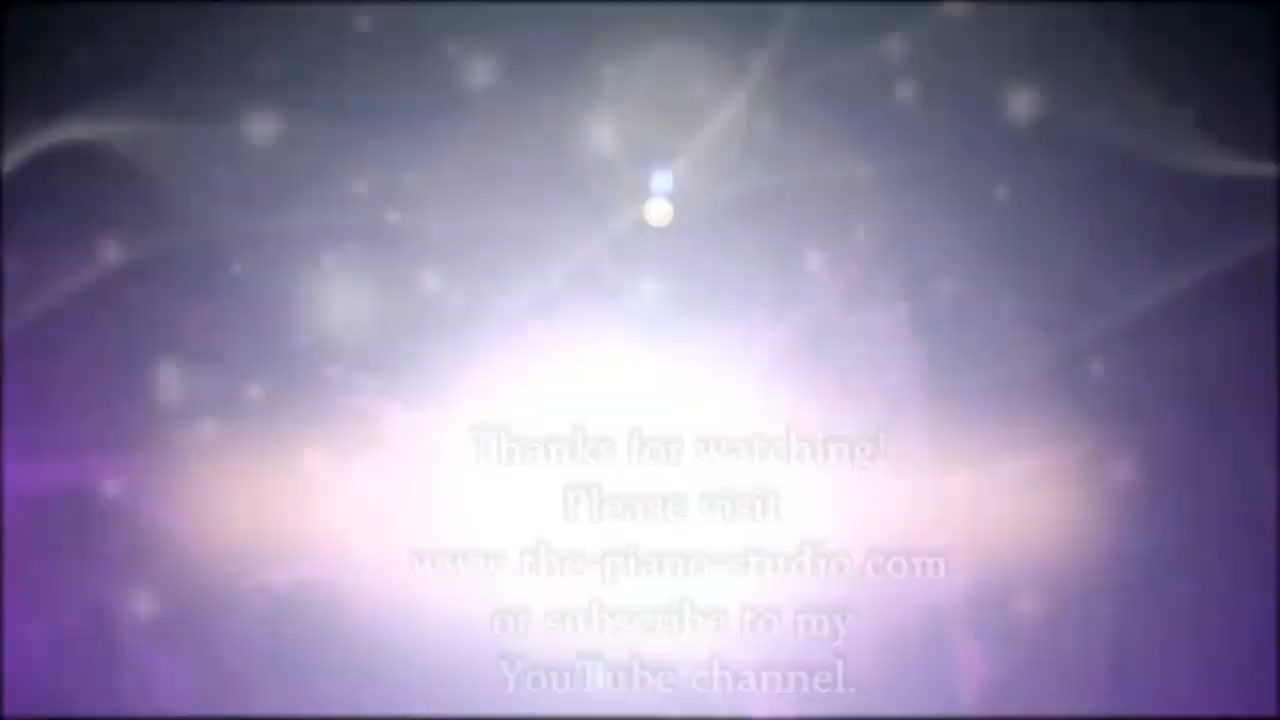 Thanks for watching!
Please visit
www.the-piano-studio.com
or subscribe to my
YouTube channel.